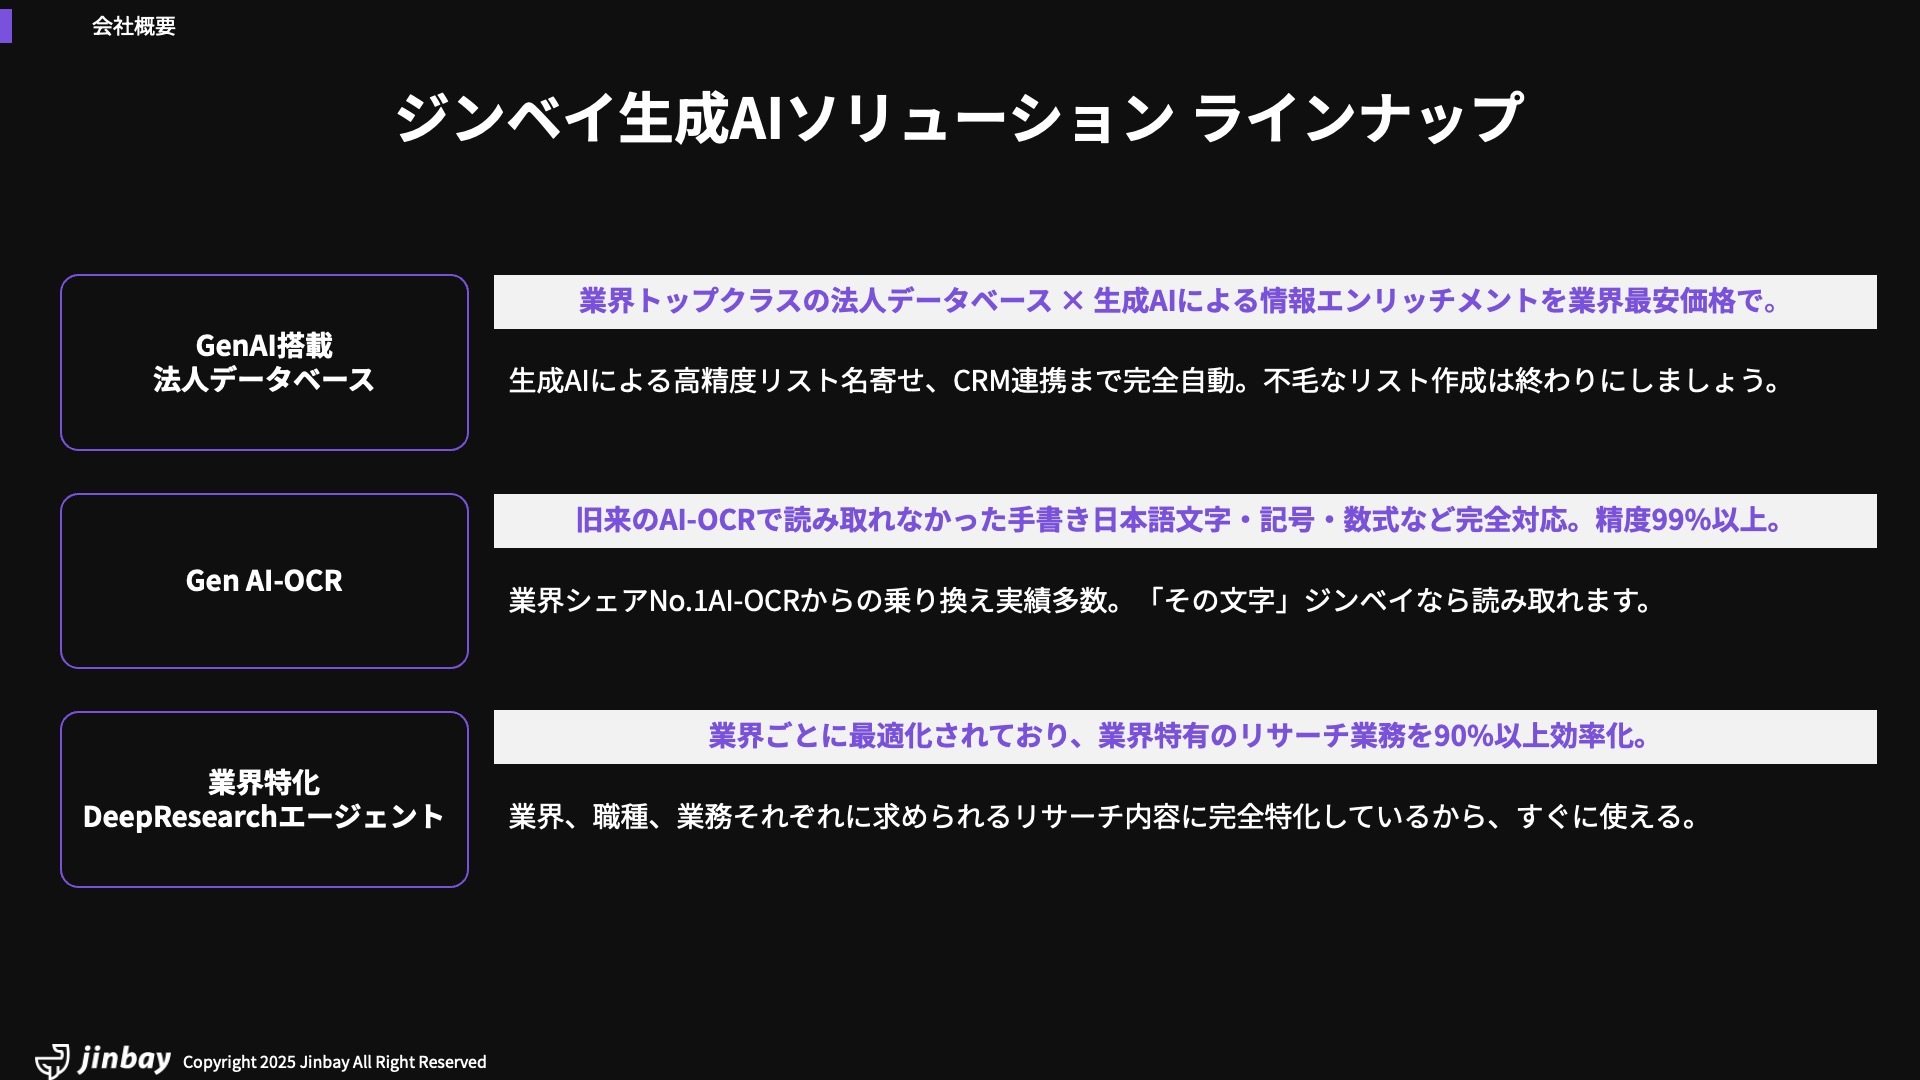 会社概要
ジンベイ生成AIソリューション ラインナップ
GenAI搭載
法人データベース
業界トップクラスの法人データベース × 生成AIによる情報エンリッチメントを業界最安価格で。
生成AIによる高精度リスト名寄せ、CRM連携まで完全自動。不毛なリスト作成は終わりにしましょう。
Gen AI-OCR
旧来のAI-OCRで読み取れなかった手書き日本語文字・記号・数式など完全対応。精度99%以上。
業界シェアNo.1AI-OCRからの乗り換え実績多数。「その文字」ジンベイなら読み取れます。
業界特化
DeepResearchエージェント
業界ごとに最適化されており、業界特有のリサーチ業務を90%以上効率化。
業界、職種、業務それぞれに求められるリサーチ内容に完全特化しているから、すぐに使える。
jinbay Copyright 2025 Jinbay All Right Reserved